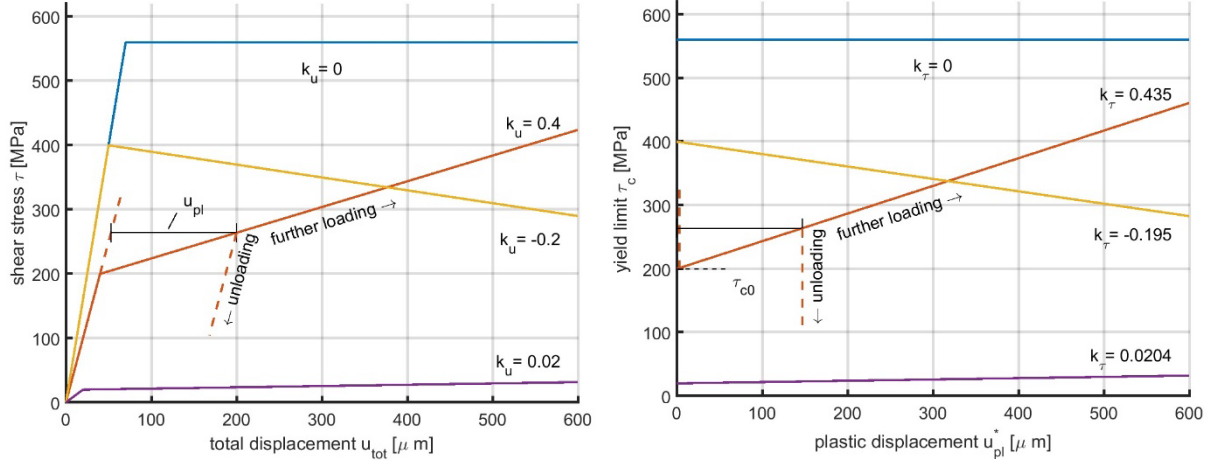 600
500
400
300
200
100
0
shear stress τ [MPa]
k_u = 0
k_u = 0.4
u_pl
further loading →
← unloading
k_u = -0.2
k_u = 0.02
0 100 200 300 400 500 600
total displacement u_tot [μ m]
600
500
400
300
200
100
0
yield limit τ_c [MPa]
k_τ = 0
k_τ = 0.435
further loading →
← unloading
k_τ = -0.195
τ_c0
k_τ = 0.0204
0 100 200 300 400 500 600
plastic displacement u*_pl [μ m]